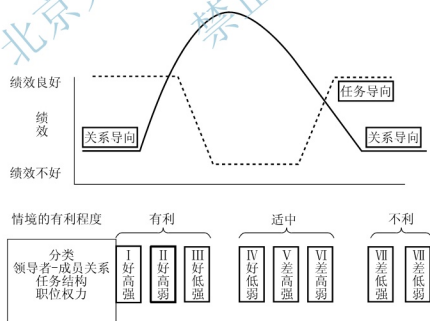 北京
禁止
绩效良好
任务导向
绩效
关系导向
关系导向
绩效不好
情境的有利程度 有利 适中 不利
分类 Ⅰ Ⅱ Ⅲ Ⅳ Ⅴ Ⅵ Ⅶ Ⅷ
领导者-成员关系 好 好 好 好 差 差 差 差
任务结构 高 高 低 低 高 高 低 低
职位权力 强 弱 强 弱 强 弱 强 弱